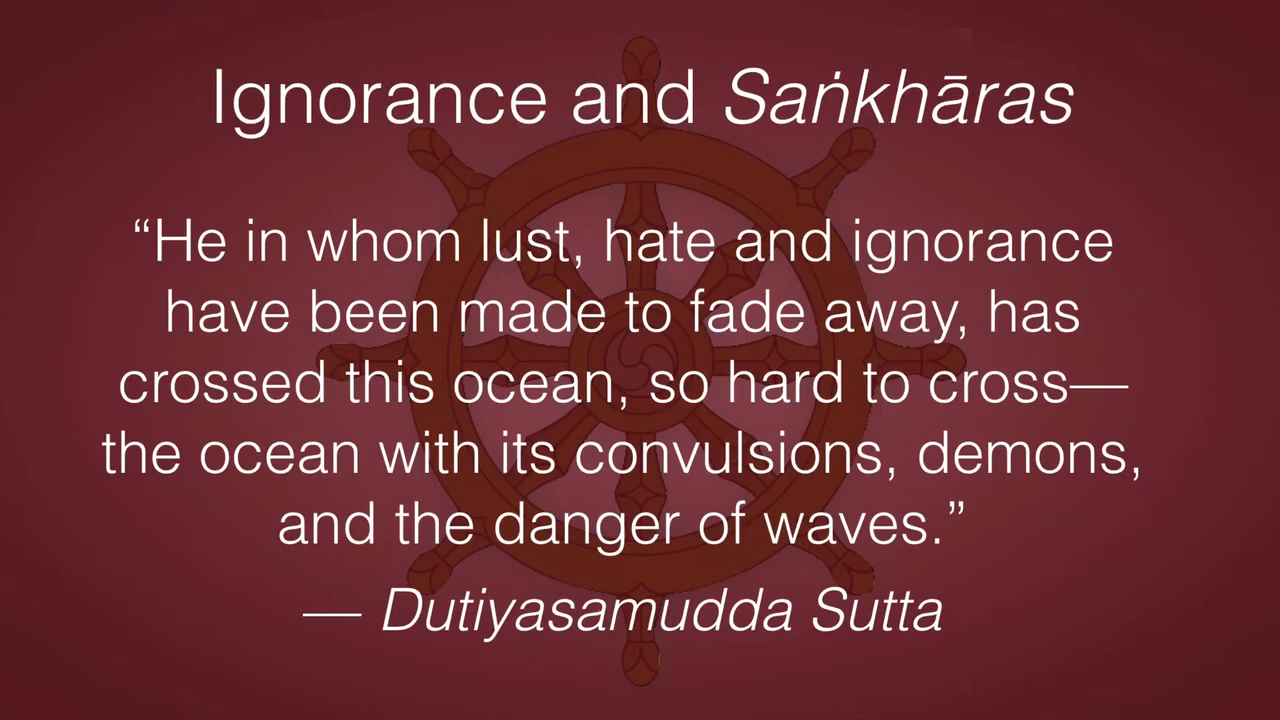 Ignorance and Saṅkhāras
“He in whom lust, hate and ignorance
have been made to fade away, has
crossed this ocean, so hard to cross—
the ocean with its convulsions, demons,
and the danger of waves.”
— Dutiyasamudda Sutta